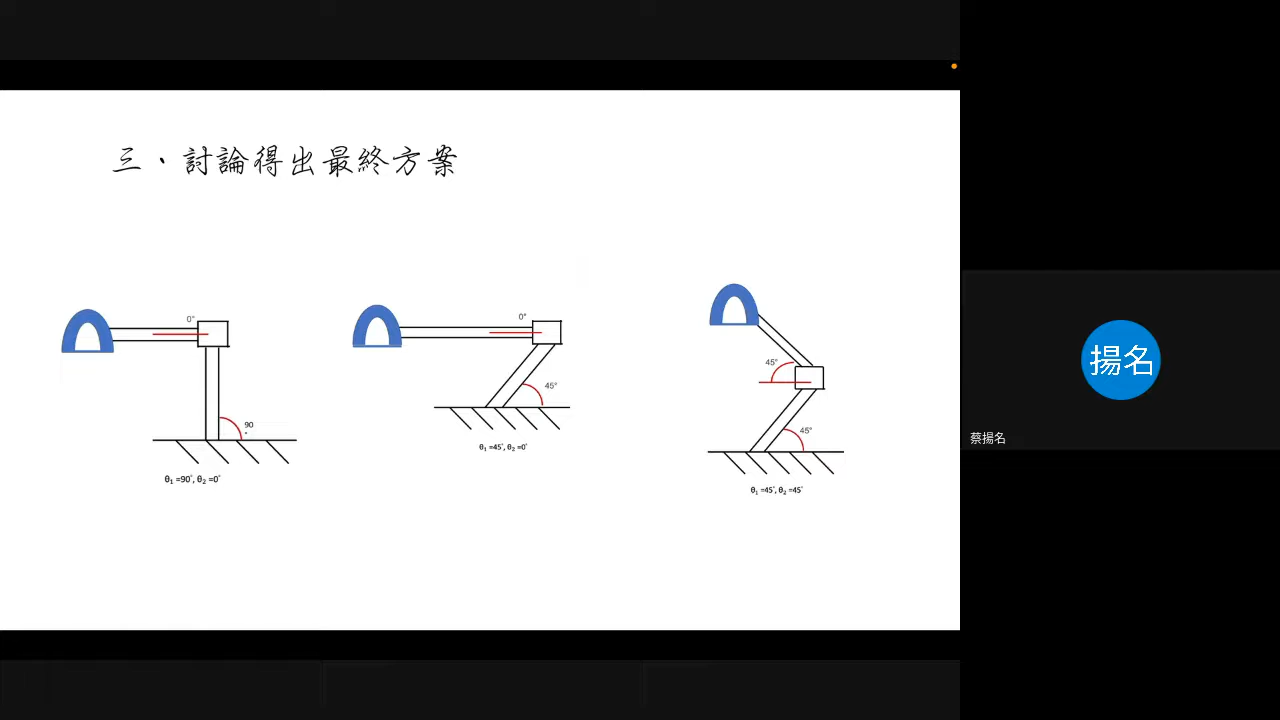 三、討論得出最終方案
0°
90
°
θ₁ =90°, θ₂ =0°
0°
45°
θ₁ =45°, θ₂ =0°
45°
45°
θ₁ =45°, θ₂ =45°
揚名
蔡揚名